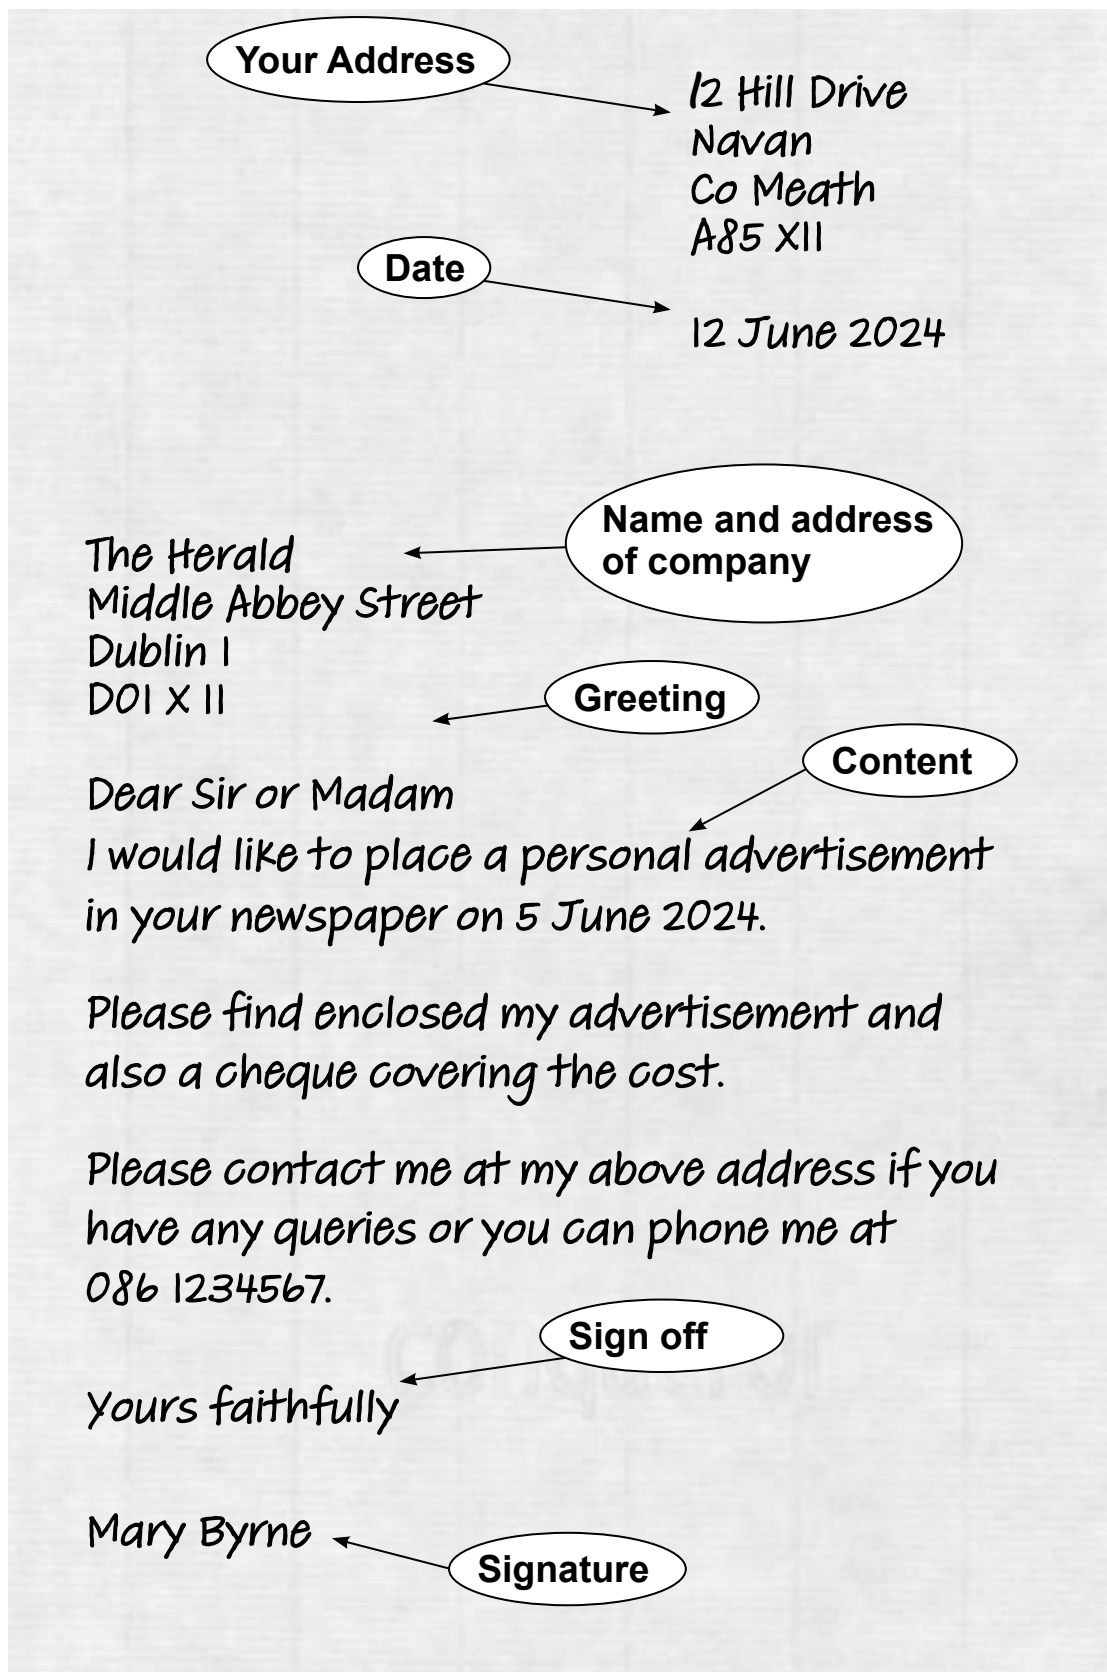 Your Address
12 Hill Drive
Navan
Co Meath
A85 X11
Date
12 June 2024
Name and address
of company
The Herald
Middle Abbey Street
Dublin 1
D01 X 11
Greeting
Content
Dear Sir or Madam
I would like to place a personal advertisement
in your newspaper on 5 June 2024.
Please find enclosed my advertisement and
also a cheque covering the cost.
Please contact me at my above address if you
have any queries or you can phone me at
086 1234567.
Sign off
Yours faithfully
Mary Byrne
Signature